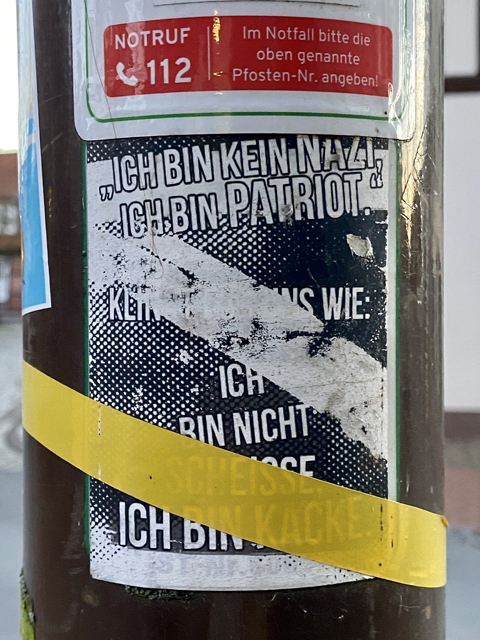 NOTRUF
112
Im Notfall bitte die
oben genannte
Pfosten-Nr. angeben!
„ICH BIN KEIN NAZI,
ICH BIN PATRIOT.“
WIE:
ICH
BIN NICHT
SCHEISSE,
ICH BIN KACKE